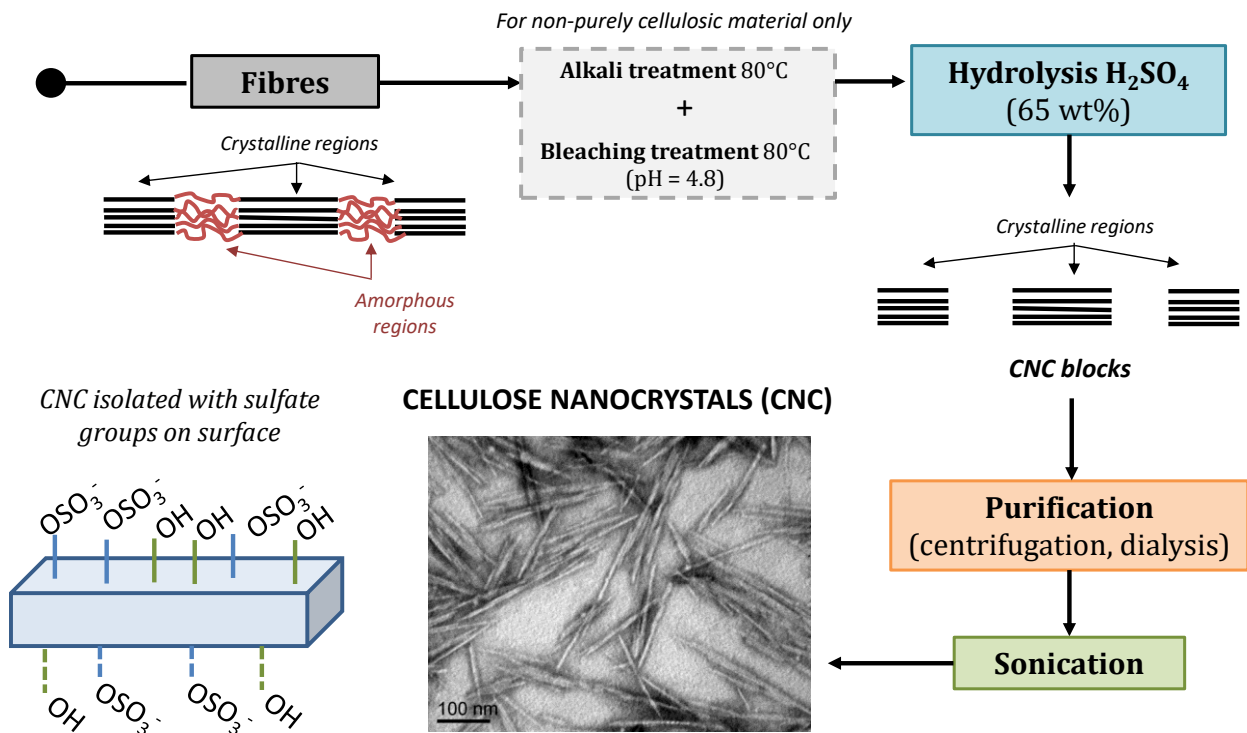 For non-purely cellulosic material only
Fibres
Alkali treatment 80°C
+
Bleaching treatment 80°C
(pH = 4.8)
Hydrolysis H₂SO₄
(65 wt%)
Crystalline regions
Amorphous
regions
Crystalline regions
CNC blocks
CNC isolated with sulfate
groups on surface
CELLULOSE NANOCRYSTALS (CNC)
OSO₃⁻
OSO₃⁻
OH
OH
OSO₃⁻
OH
OH
OSO₃⁻
OSO₃⁻
OH
100 nm
Purification
(centrifugation, dialysis)
Sonication